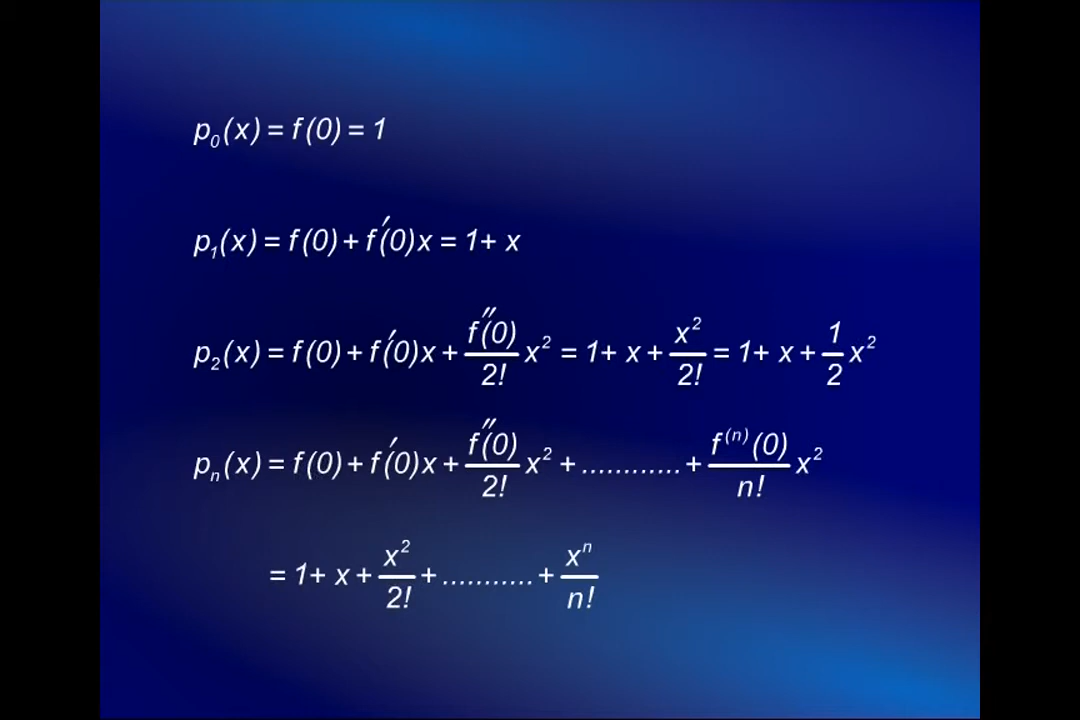 p₀(x) = f(0) = 1
p₁(x) = f(0) + f′(0)x = 1+ x
p₂(x) = f(0) + f′(0)x + f″(0)/2! x² = 1+ x + x²/2! = 1+ x + 1/2 x²
pₙ(x) = f(0) + f′(0)x + f″(0)/2! x² + ............ + f⁽ⁿ⁾(0)/n! x²
= 1+ x + x²/2! + ........... + xⁿ/n!